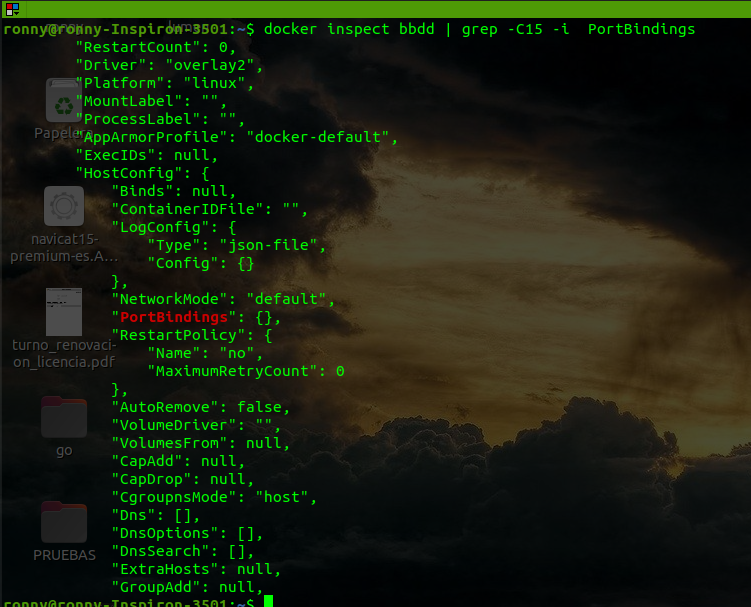 ronny@ronny-Inspiron-3501:~$ docker inspect bbdd | grep -C15 -i  PortBindings
        "RestartCount": 0,
        "Driver": "overlay2",
        "Platform": "linux",
        "MountLabel": "",
        "ProcessLabel": "",
        "AppArmorProfile": "docker-default",
        "ExecIDs": null,
        "HostConfig": {
            "Binds": null,
            "ContainerIDFile": "",
            "LogConfig": {
                "Type": "json-file",
                "Config": {}
            },
            "NetworkMode": "default",
            "PortBindings": {},
            "RestartPolicy": {
                "Name": "no",
                "MaximumRetryCount": 0
            },
            "AutoRemove": false,
            "VolumeDriver": "",
            "VolumesFrom": null,
            "CapAdd": null,
            "CapDrop": null,
            "CgroupnsMode": "host",
            "Dns": [],
            "DnsOptions": [],
            "DnsSearch": [],
            "ExtraHosts": null,
            "GroupAdd": null,
ronny@ronny-Inspiron-3501:~$
Papelera
navicat15-
premium-es.A...
turno_renovaci-
on_licencia.pdf
go
PRUEBAS